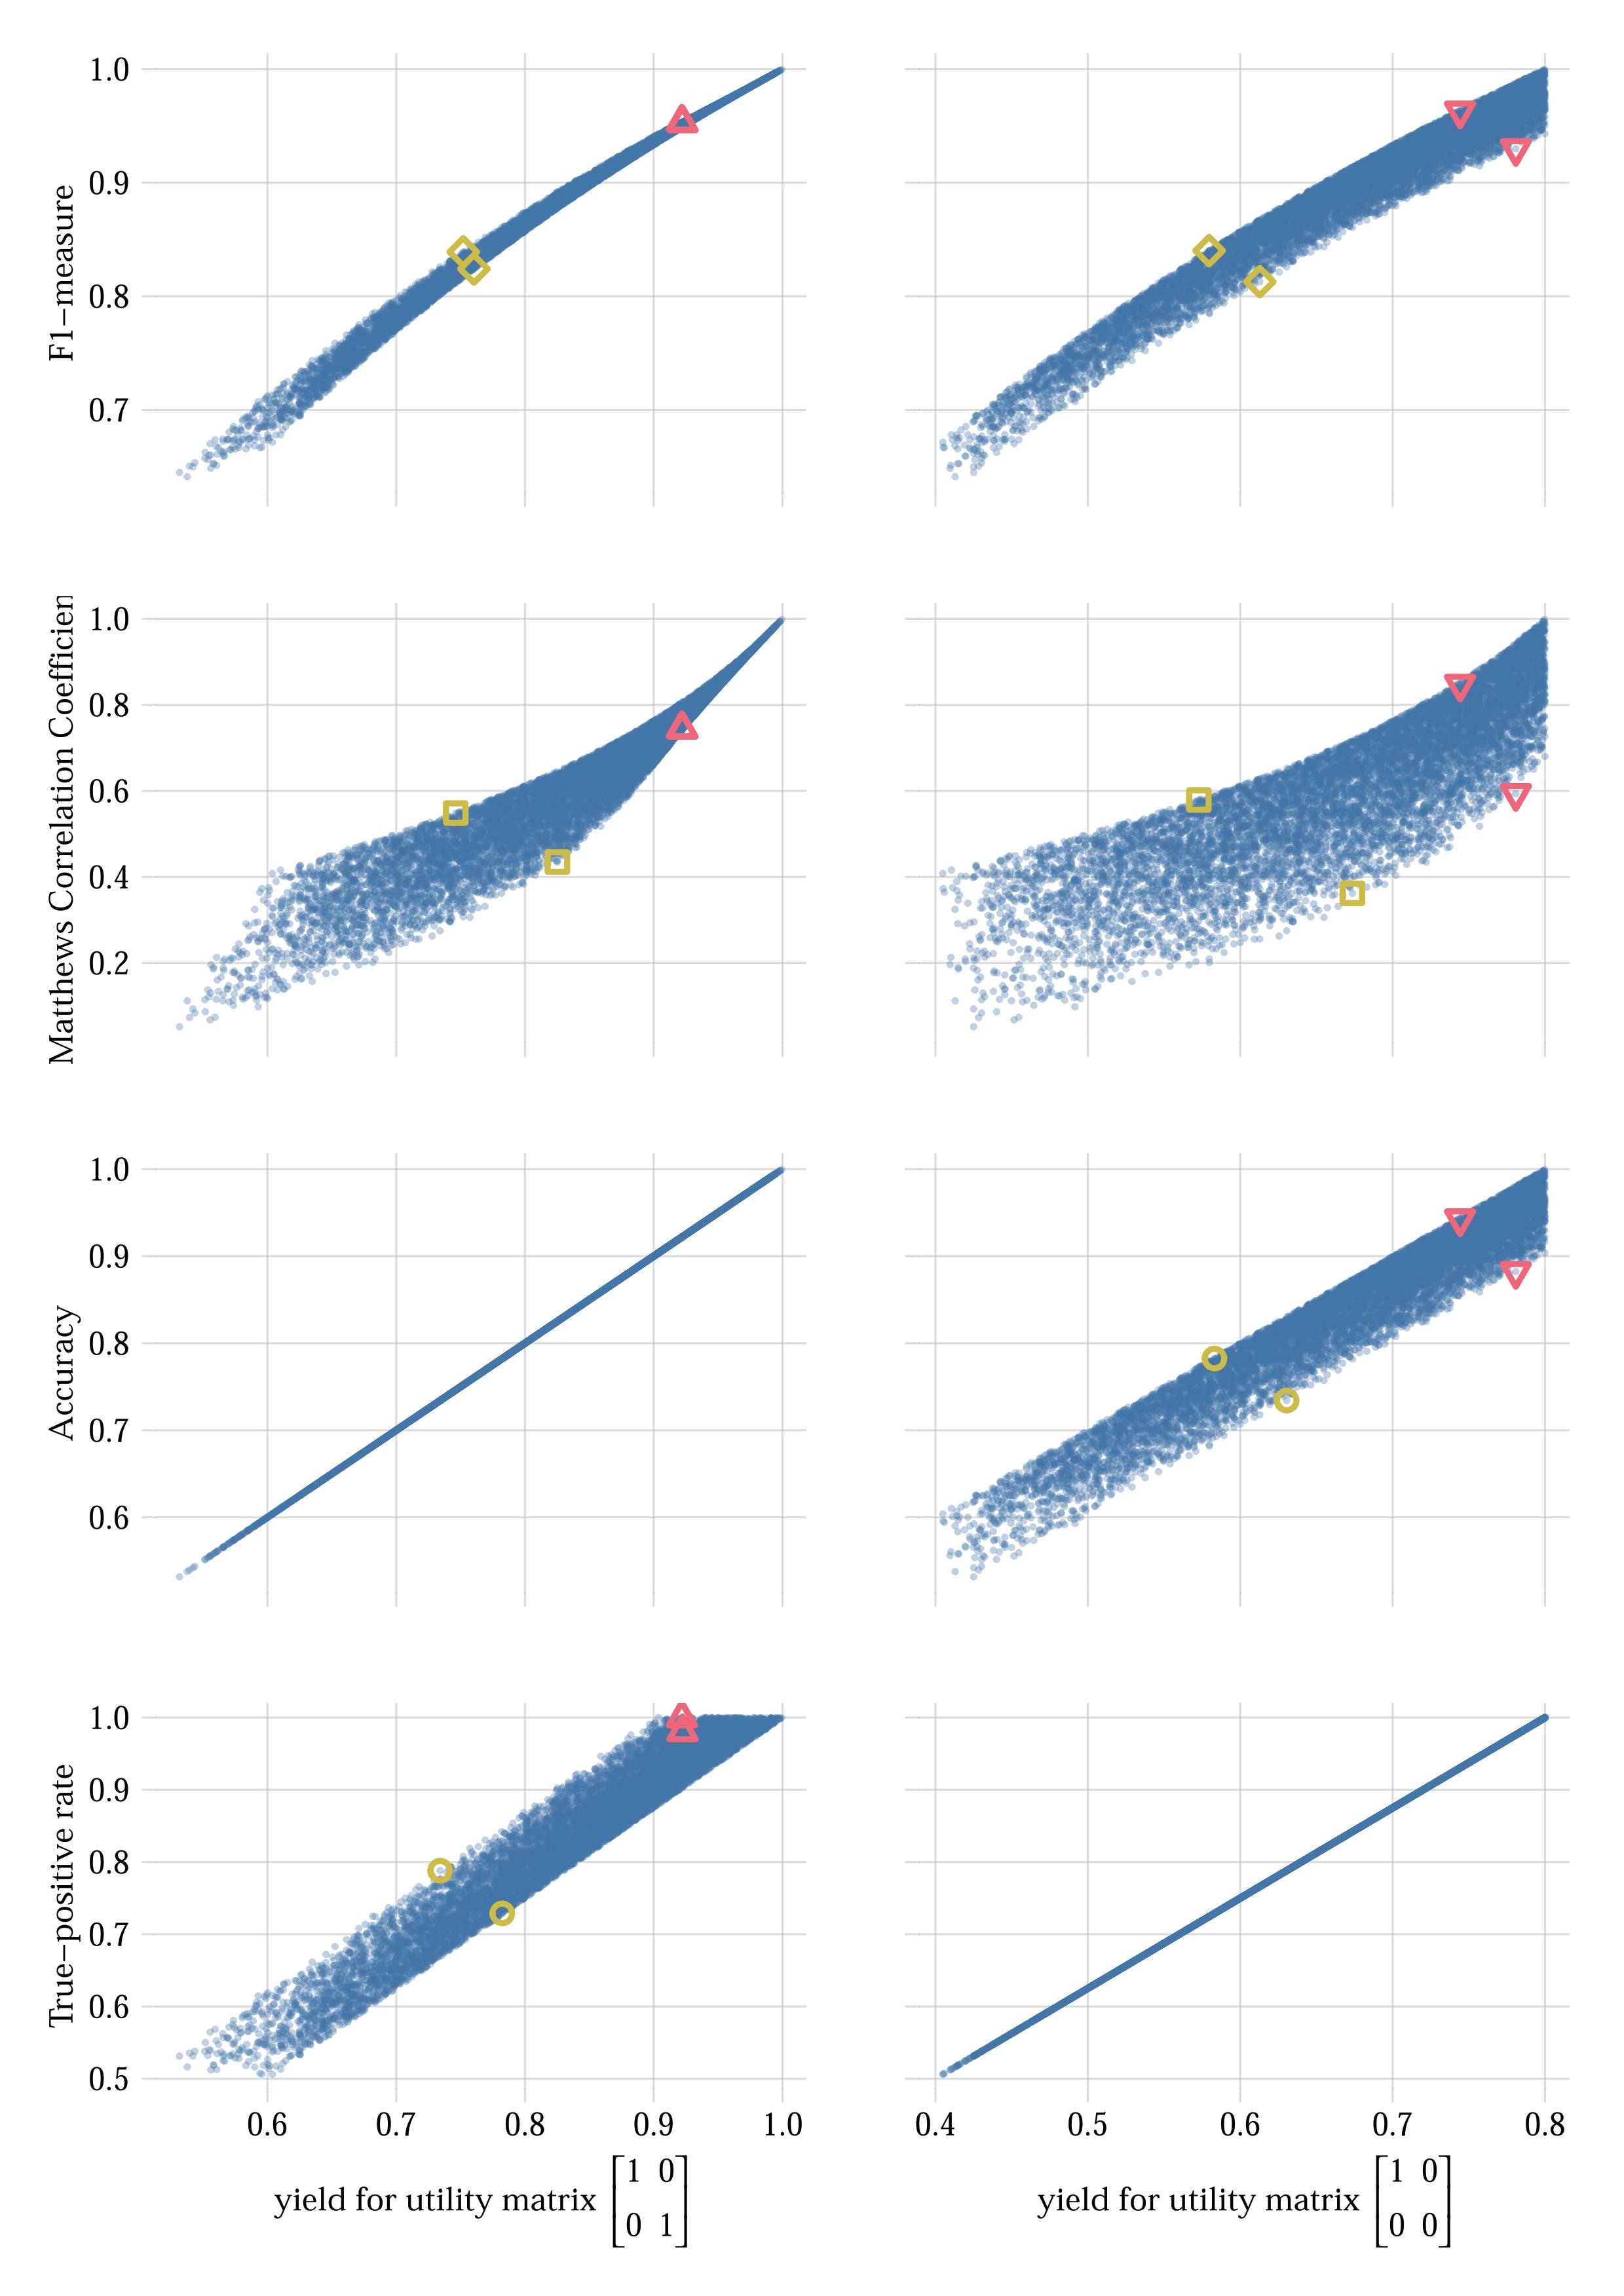 1.0
0.9
0.8
0.7
F1−measure
1.0
0.8
0.6
0.4
0.2
Matthews Correlation Coefficien
1.0
0.9
0.8
0.7
0.6
Accuracy
1.0
0.9
0.8
0.7
0.6
0.5
True−positive rate
0.6 0.7 0.8 0.9 1.0
0.4 0.5 0.6 0.7 0.8
yield for utility matrix [1 0
0 1]
yield for utility matrix [1 0
0 0]